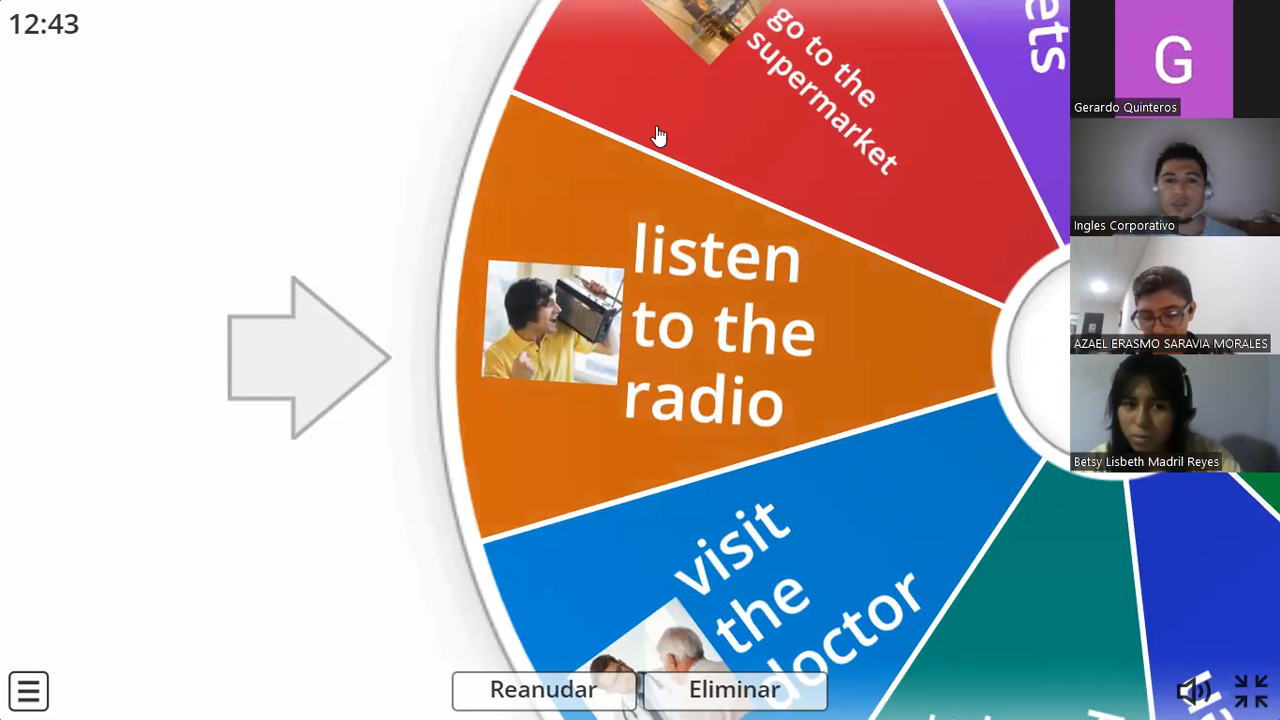 12:43
go to the
supermarket
ets
listen
to the
radio
visit
the
doctor
Reanudar
Eliminar
G
Gerardo Quinteros
Ingles Corporativo
AZAEL ERASMO SARAVIA MORALES
Betsy Lisbeth Madril Reyes